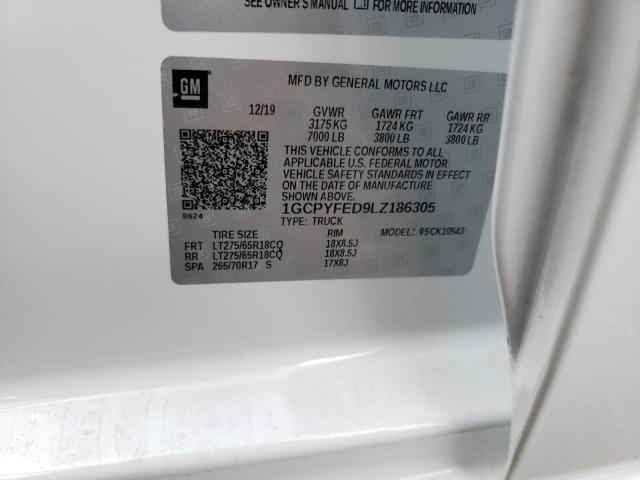 SEE OWNER'S MANUAL FOR MORE INFORMATION
GM
MFD BY GENERAL MOTORS LLC
12/19 GVWR GAWR FRT GAWR RR
3175 KG 1724 KG 1724 KG
7000 LB 3800 LB 3800 LB
THIS VEHICLE CONFORMS TO ALL
APPLICABLE U.S. FEDERAL MOTOR
VEHICLE SAFETY STANDARDS IN
EFFECT ON THE DATE OF
MANUFACTURE SHOWN ABOVE.
1GCPYFED9LZ186305
8624
TYPE: TRUCK
TIRE SIZE RIM MODEL: 95CK10543
FRT LT275/65R18CQ 18X8.5J
RR LT275/65R18CQ 18X8.5J
SPA 265/70R17 S 17X8J